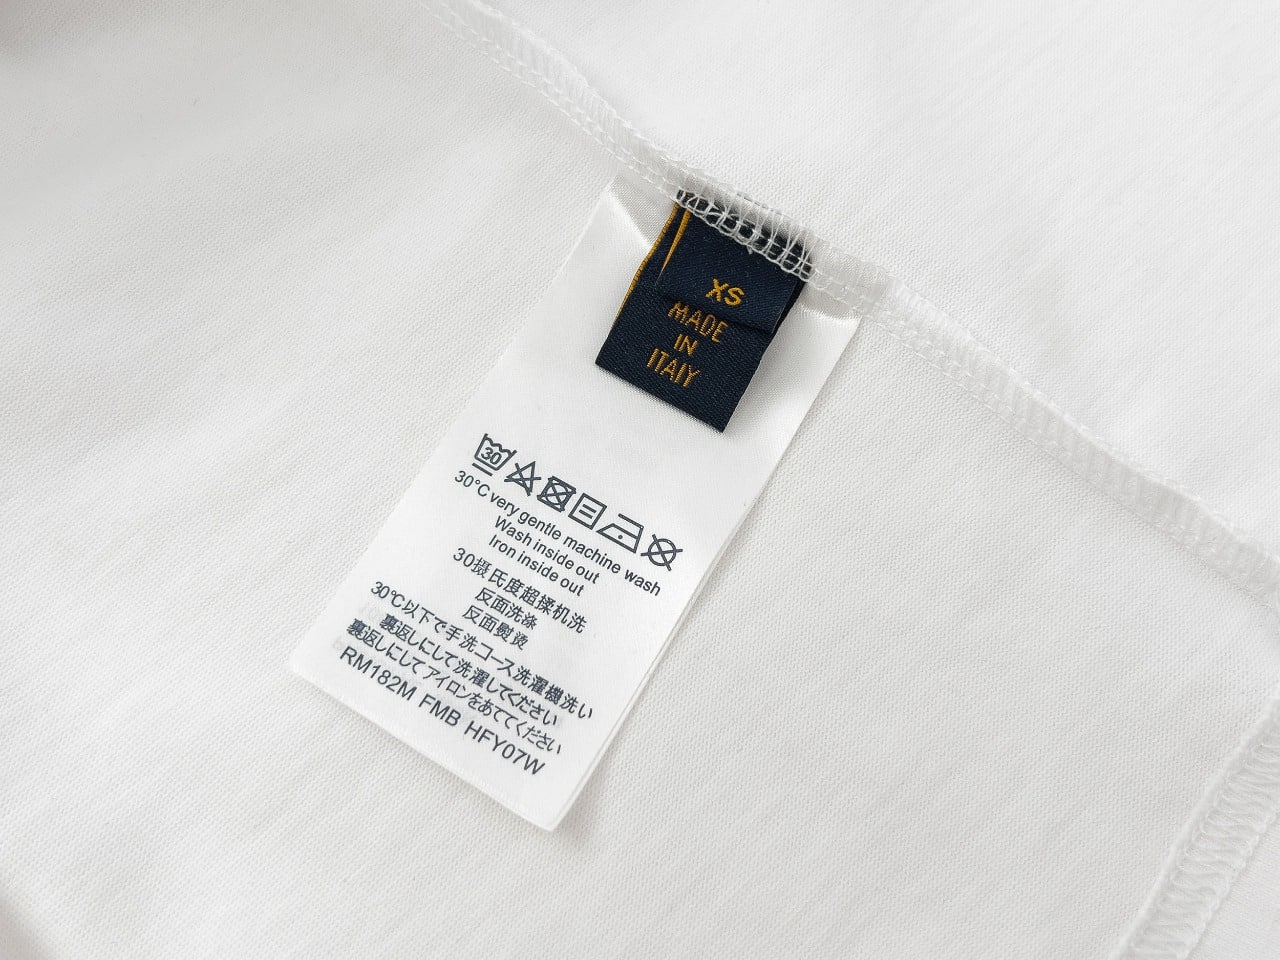 XS
MADE
IN
ITALY
30
30°C very gentle machine wash
Wash inside out
Iron inside out
30摄氏度超揉机洗
反面洗涤
反面熨烫
30℃以下で手洗コース洗濯機洗い
裏返しにして洗濯してください
裏返しにしてアイロンをあててください
RM182M FMB HFY07W